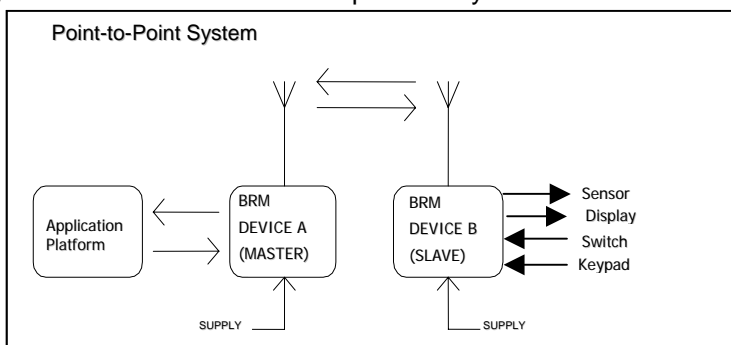 Point-to-Point System
Application
Platform
BRM
DEVICE A
(MASTER)
BRM
DEVICE B
(SLAVE)
Sensor
Display
Switch
Keypad
SUPPLY
SUPPLY